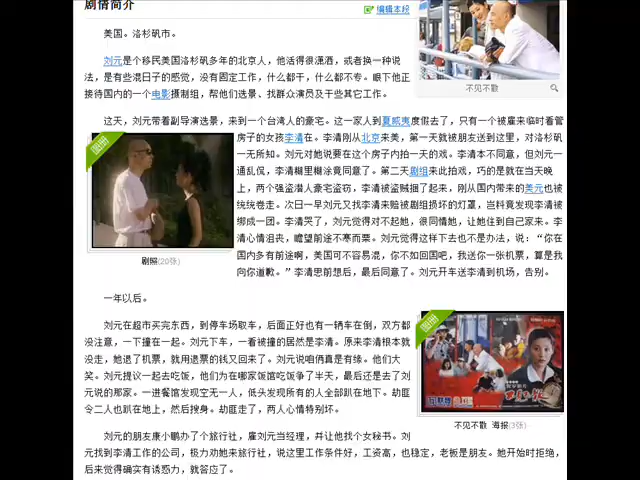 剧情简介
编辑本段
美国。洛杉矶市。
刘元是个移民美国洛杉矶多年的北京人，他活得很潇洒，或者换一种说
法，是有些混日子的感觉，没有固定工作，什么都干，什么都不专。眼下他正
接待国内的一个电影摄制组，帮他们选景、找群众演员及干些其它工作。
不见不散
这天，刘元带着副导演选景，来到一个台湾人的豪宅。这一家人到夏威夷度假去了，只有一个被雇来临时看管
房子的女孩李清在。李清刚从北京来美，第一天就被朋友送到这里，对洛杉矶
一无所知。刘元对她说要在这个房子内拍一天的戏。李清本不同意，但刘元一
通乱侃，李清糊里糊涂竟同意了。第二天剧组来此拍戏，巧的是就在当天晚
上，两个强盗潜入豪宅盗窃，李清被盗贼捆了起来，刚从国内带来的美元也被
统统卷走。次日一早刘元又找李清来赔被剧组损坏的灯罩，岂料竟发现李清被
绑成一团。李清哭了，刘元觉得对不起她，很同情她，让她住到自己家来。李
清心情沮丧，瞻望前途不寒而栗。刘元觉得这样下去也不是办法，说：“你在
国内多有前途啊，美国可不容易混，你不如回国吧，我送你一张机票，算是我
向你道歉。”李清思前想后，最后同意了。刘元开车送李清到机场，告别。
图册
剧照(20张)
一年以后。
刘元在超市买完东西，到停车场取车，后面正好也有一辆车在倒，双方都
没注意，一下撞在一起。刘元下车，一看被撞的居然是李清。原来李清根本就
没走，她退了机票，就用退票的钱又回来了。刘元说咱俩真是有缘。他们大
笑。刘元提议一起去吃饭，他们为在哪家饭馆吃饭争了半天，最后还是去了刘
元说的那家。一进餐馆发现空无一人，低头发现所有的人全部趴在地下。劫匪
令二人也趴在地上，然后搜身。劫匪走了，两人心情特别坏。
图册
不见不散 海报(3张)
刘元的朋友康小鹏办了个旅行社，雇刘元当经理，并让他找个女秘书。刘
元找到李清工作的公司，极力劝她来旅行社，说这里工作条件好，工资高，也稳定，老板是朋友。她开始时拒绝，
后来觉得确实有诱惑力，就答应了。